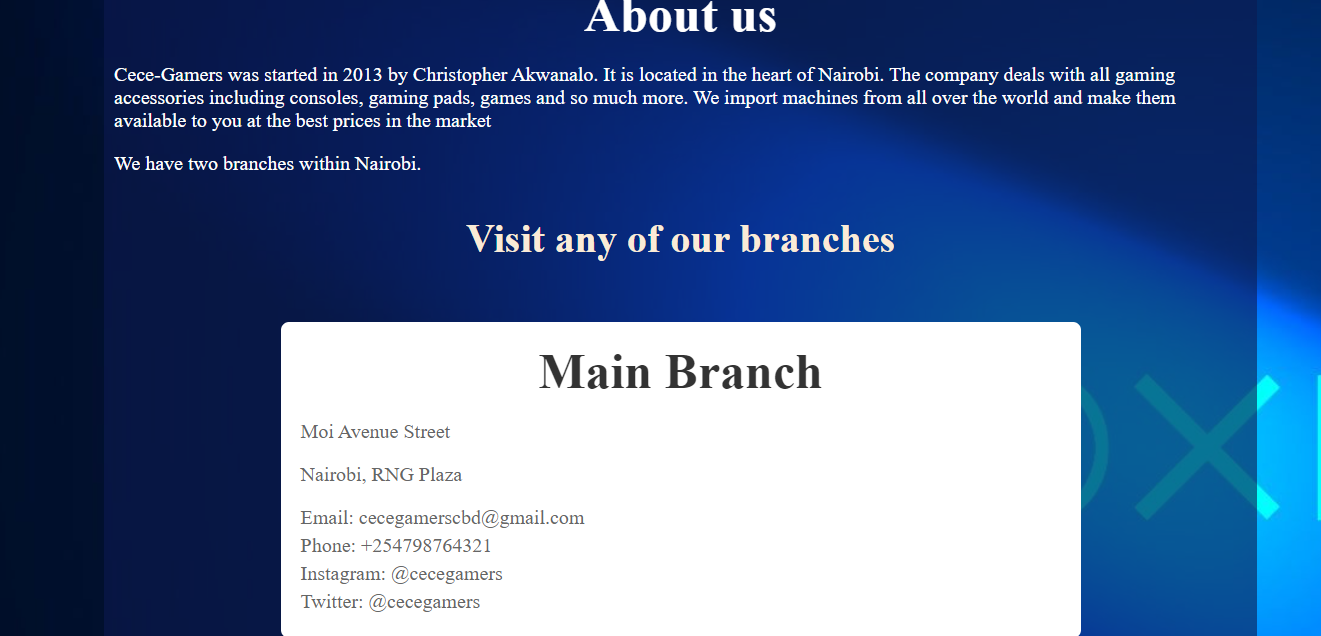 About us
Cece-Gamers was started in 2013 by Christopher Akwanalo. It is located in the heart of Nairobi. The company deals with all gaming
accessories including consoles, gaming pads, games and so much more. We import machines from all over the world and make them
available to you at the best prices in the market
We have two branches within Nairobi.
Visit any of our branches
Main Branch
Moi Avenue Street
Nairobi, RNG Plaza
Email: cecegamerscbd@gmail.com
Phone: +254798764321
Instagram: @cecegamers
Twitter: @cecegamers